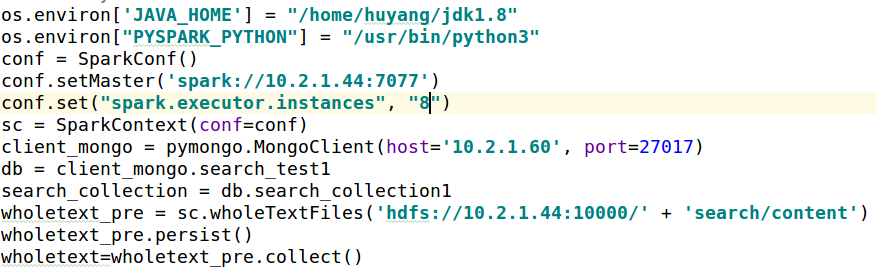 os.environ['JAVA_HOME'] = "/home/huyang/jdk1.8"
os.environ["PYSPARK_PYTHON"] = "/usr/bin/python3"
conf = SparkConf()
conf.setMaster('spark://10.2.1.44:7077')
conf.set("spark.executor.instances", "8")
sc = SparkContext(conf=conf)
client_mongo = pymongo.MongoClient(host='10.2.1.60', port=27017)
db = client_mongo.search_test1
search_collection = db.search_collection1
wholetext_pre = sc.wholeTextFiles('hdfs://10.2.1.44:10000/' + 'search/content')
wholetext_pre.persist()
wholetext=wholetext_pre.collect()